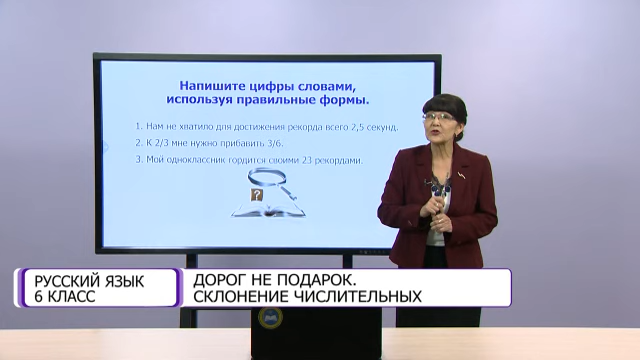 Напишите цифры словами,
используя правильные формы.
1. Нам не хватило для достижения рекорда всего 2,5 секунд.
2. К 2/3 мне нужно прибавить 3/6.
3. Мой одноклассник гордится своими 23 рекордами.
?
РУССКИЙ ЯЗЫК
6 КЛАСС
ДОРОГ НЕ ПОДАРОК.
СКЛОНЕНИЕ ЧИСЛИТЕЛЬНЫХ